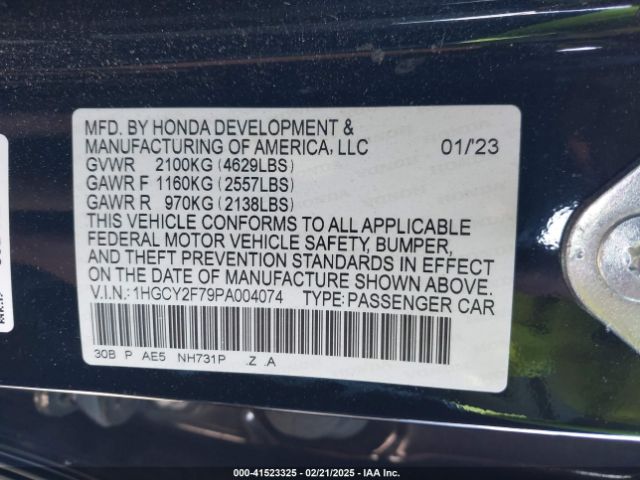 MFD. BY HONDA DEVELOPMENT &
MANUFACTURING OF AMERICA, LLC 01/'23
GVWR 2100KG (4629LBS)
GAWR F 1160KG (2557LBS)
GAWR R 970KG (2138LBS)
THIS VEHICLE CONFORMS TO ALL APPLICABLE
FEDERAL MOTOR VEHICLE SAFETY, BUMPER,
AND THEFT PREVENTION STANDARDS IN EFFECT
ON THE DATE OF MANUFACTURE SHOWN ABOVE.
V.I.N.:1HGCY2F79PA004074 TYPE:PASSENGER CAR
30B P AE5 NH731P .Z .A
000-41523325 - 02/21/2025 - IAAI.COM